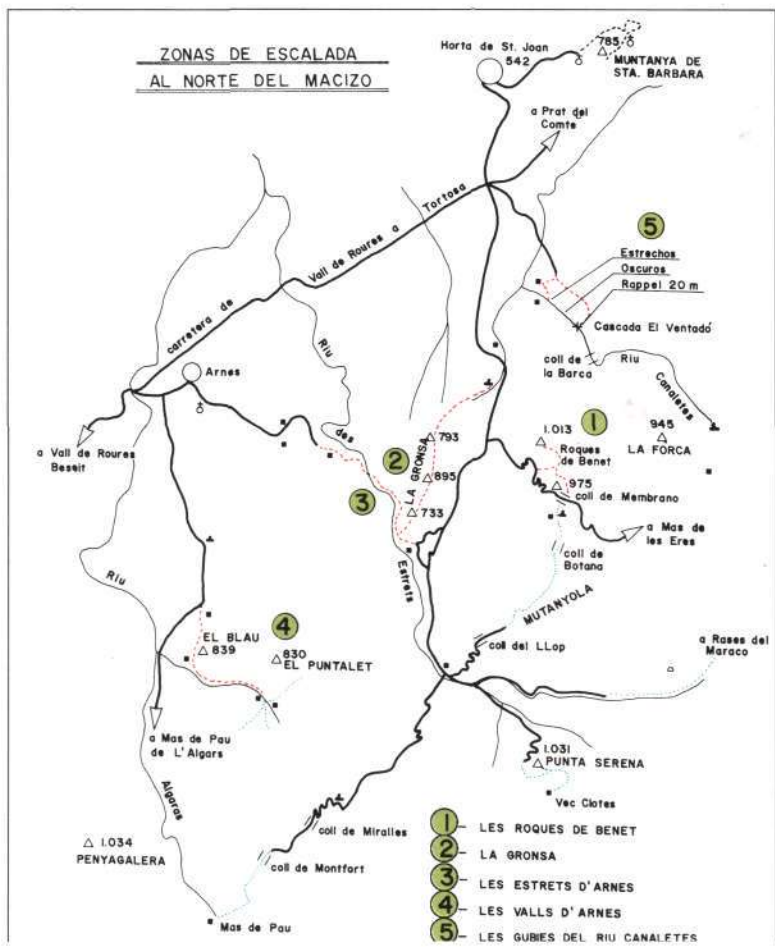 ZONAS DE ESCALADA
AL NORTE DEL MACIZO
Horta de St. Joan
542
785
MUNTANYA DE
STA. BARBARA
a Prat del
Comte
carretera de Vall de Roures a Tortosa
5
Estrechos
Oscuros
Rappel 20 m
Cascada El Ventadó
coll de
la Barca
Riu Canaletes
Arnes
Riu des Estrets
a Vall de Roures
Beseit
793
2
895
LA GRONSA
733
3
1
1.013
Roques
de Benet
945
LA FORCA
975
coll de Membrano
a Mas de
les Eres
coll de
Botana
MUTANYOLA
coll del LLop
a Rases del
Maraco
Riu Algaras
EL BLAU
839
4
830
EL PUNTALET
a Mas de Pau
de L'Algars
1.031
PUNTA SERENA
Vec Clotes
1.034
PENYAGALERA
coll de Miralles
coll de Montfort
Mas de Pau
1 - LES ROQUES DE BENET
2 - LA GRONSA
3 - LES ESTRETS D'ARNES
4 - LES VALLS D'ARNES
5 - LES GUBIES DEL RIU CANALETES